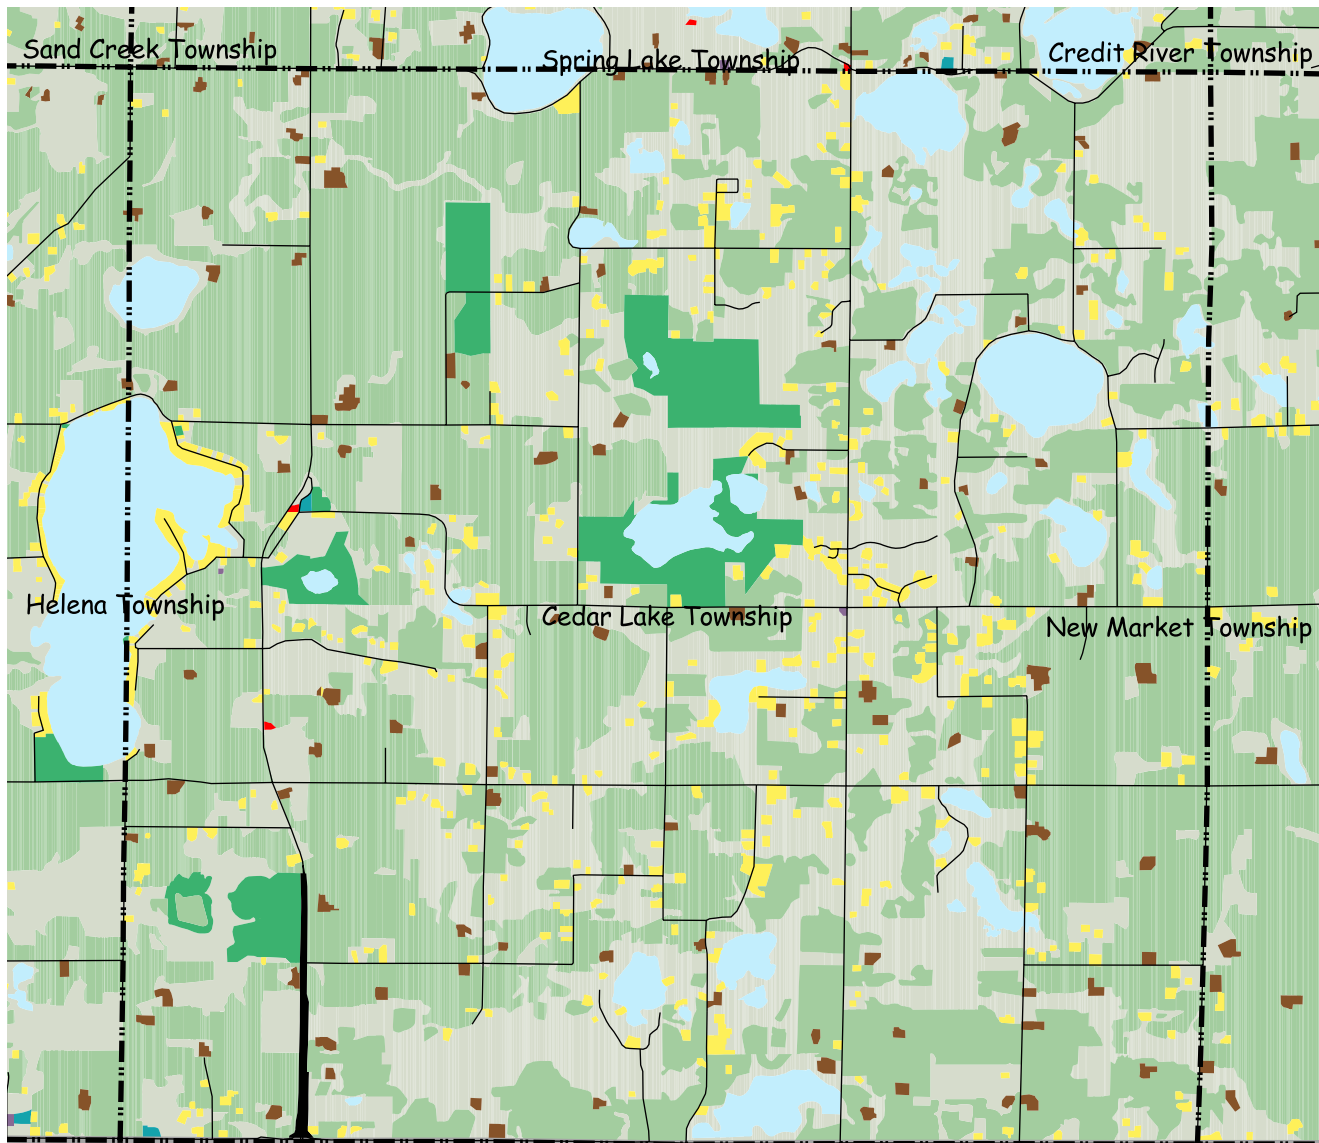 Sand Creek Township
Spring Lake Township
Credit River Township
Helena Township
Cedar Lake Township
New Market Township